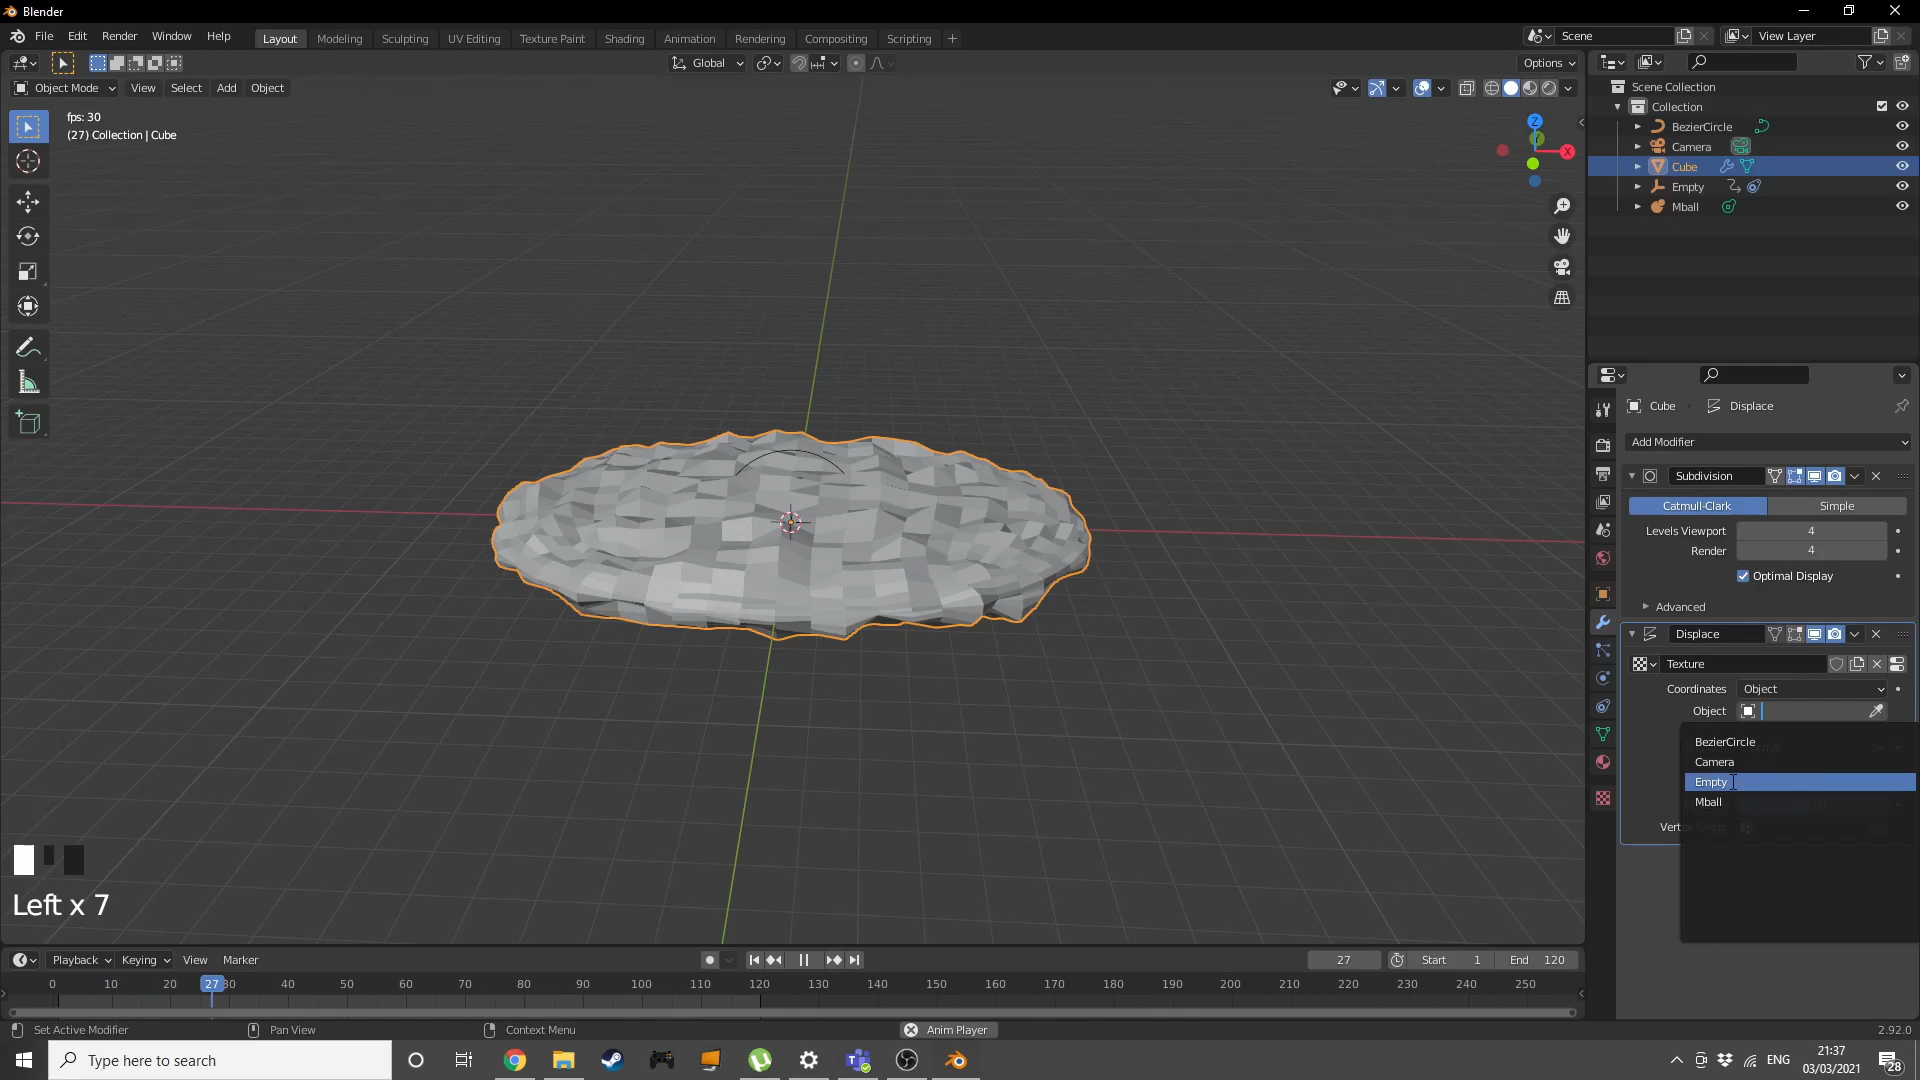 Blender
File Edit Render Window Help
Layout Modeling Sculpting UV Editing Texture Paint Shading Animation Rendering Compositing Scripting +
Scene View Layer
Global Options
Object Mode View Select Add Object
fps: 30
(27) Collection | Cube
Z
X
Scene Collection
Collection
BezierCircle
Camera
Cube
Empty
Mball
Cube Displace
Add Modifier
Subdivision
Catmull-Clark Simple
Levels Viewport 4
Render 4
Optimal Display
Advanced
Displace
Texture
Coordinates Object
Object
BezierCircle
Camera
Empty
Mball
Left x 7
Playback Keying View Marker
27 Start 1 End 120
0 10 20 27 30 40 50 60 70 80 90 100 110 120 130 140 150 160 170 180 190 200 210 220 230 240 250
Set Active Modifier Pan View Context Menu Anim Player 2.92.0
Type here to search
ENG
21:37
03/03/2021
28